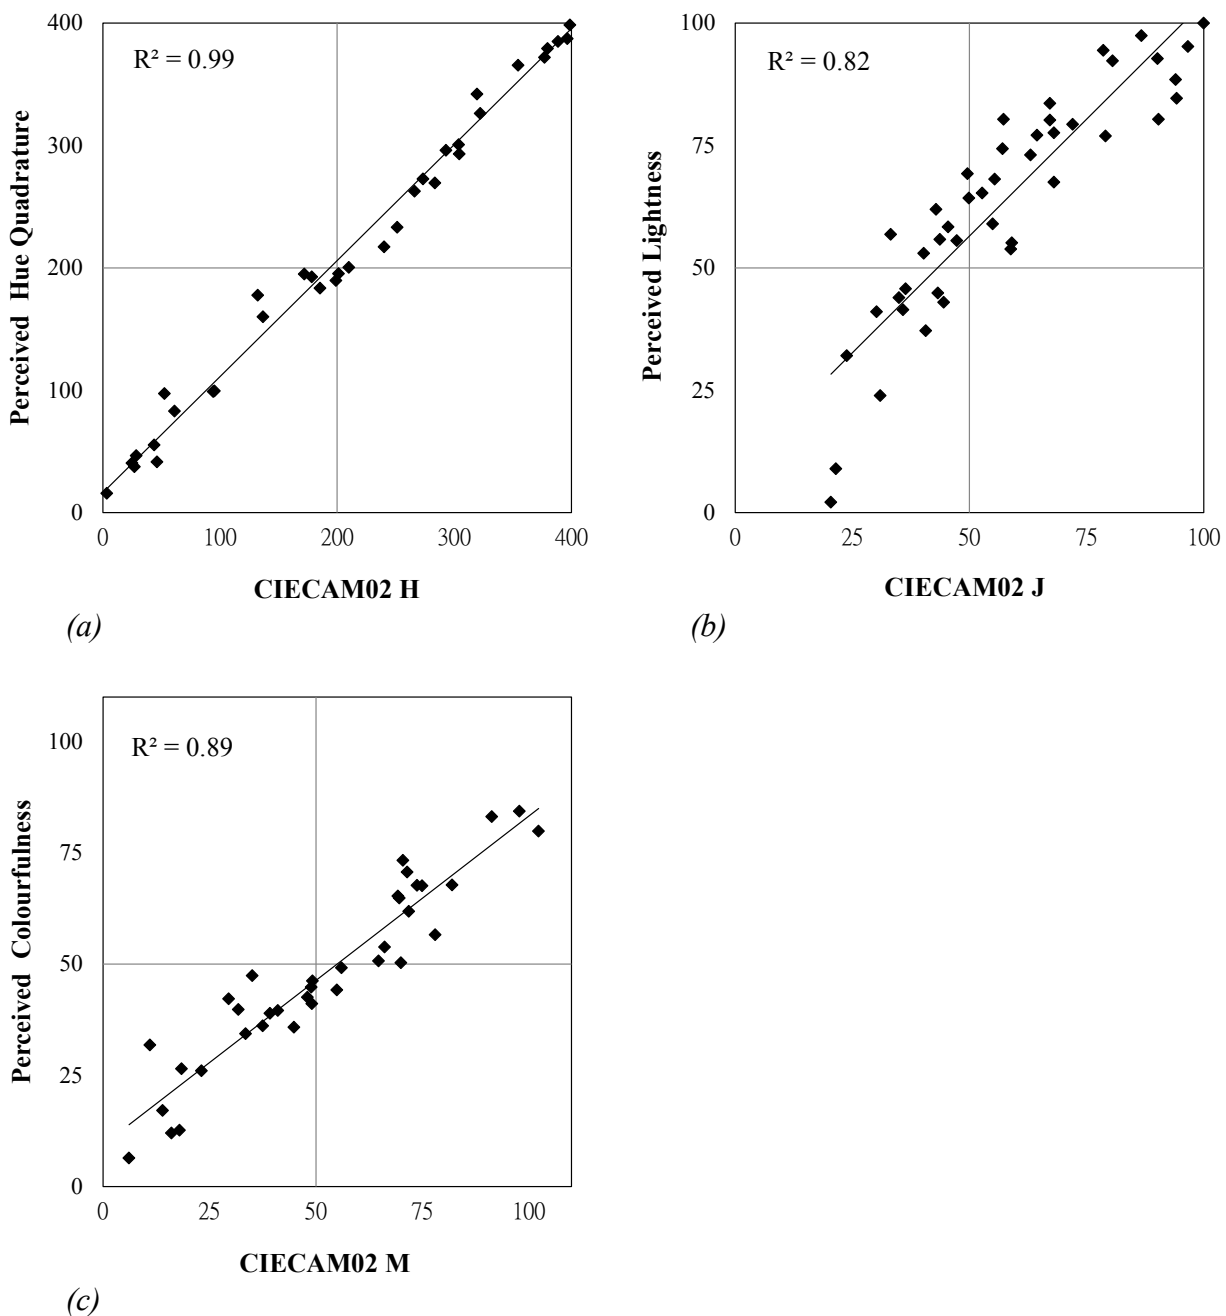 R² = 0.99
Perceived Hue Quadrature
400
300
200
100
0
0 100 200 300 400
CIECAM02 H
(a)
R² = 0.82
Perceived Lightness
100
75
50
25
0
0 25 50 75 100
CIECAM02 J
(b)
R² = 0.89
Perceived Colourfulness
100
75
50
25
0
0 25 50 75 100
CIECAM02 M
(c)